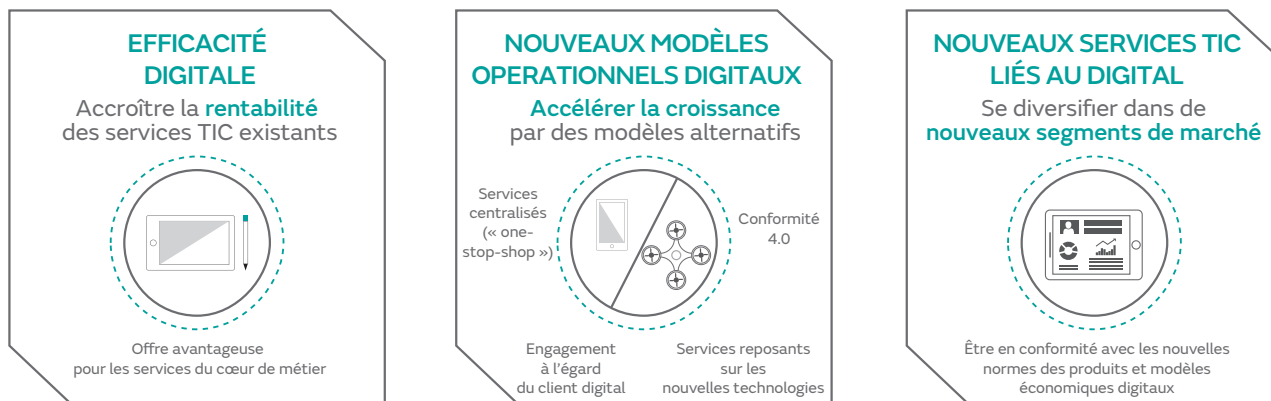 EFFICACITÉ
DIGITALE
Accroître la rentabilité
des services TIC existants
Offre avantageuse
pour les services du cœur de métier
NOUVEAUX MODÈLES
OPERATIONNELS DIGITAUX
Accélérer la croissance
par des modèles alternatifs
Services
centralisés
(« one-
stop-shop »)
Conformité
4.0
Engagement
à l'égard
du client digital
Services reposants
sur les
nouvelles technologies
NOUVEAUX SERVICES TIC
LIÉS AU DIGITAL
Se diversifier dans de
nouveaux segments de marché
Être en conformité avec les nouvelles
normes des produits et modèles
économiques digitaux